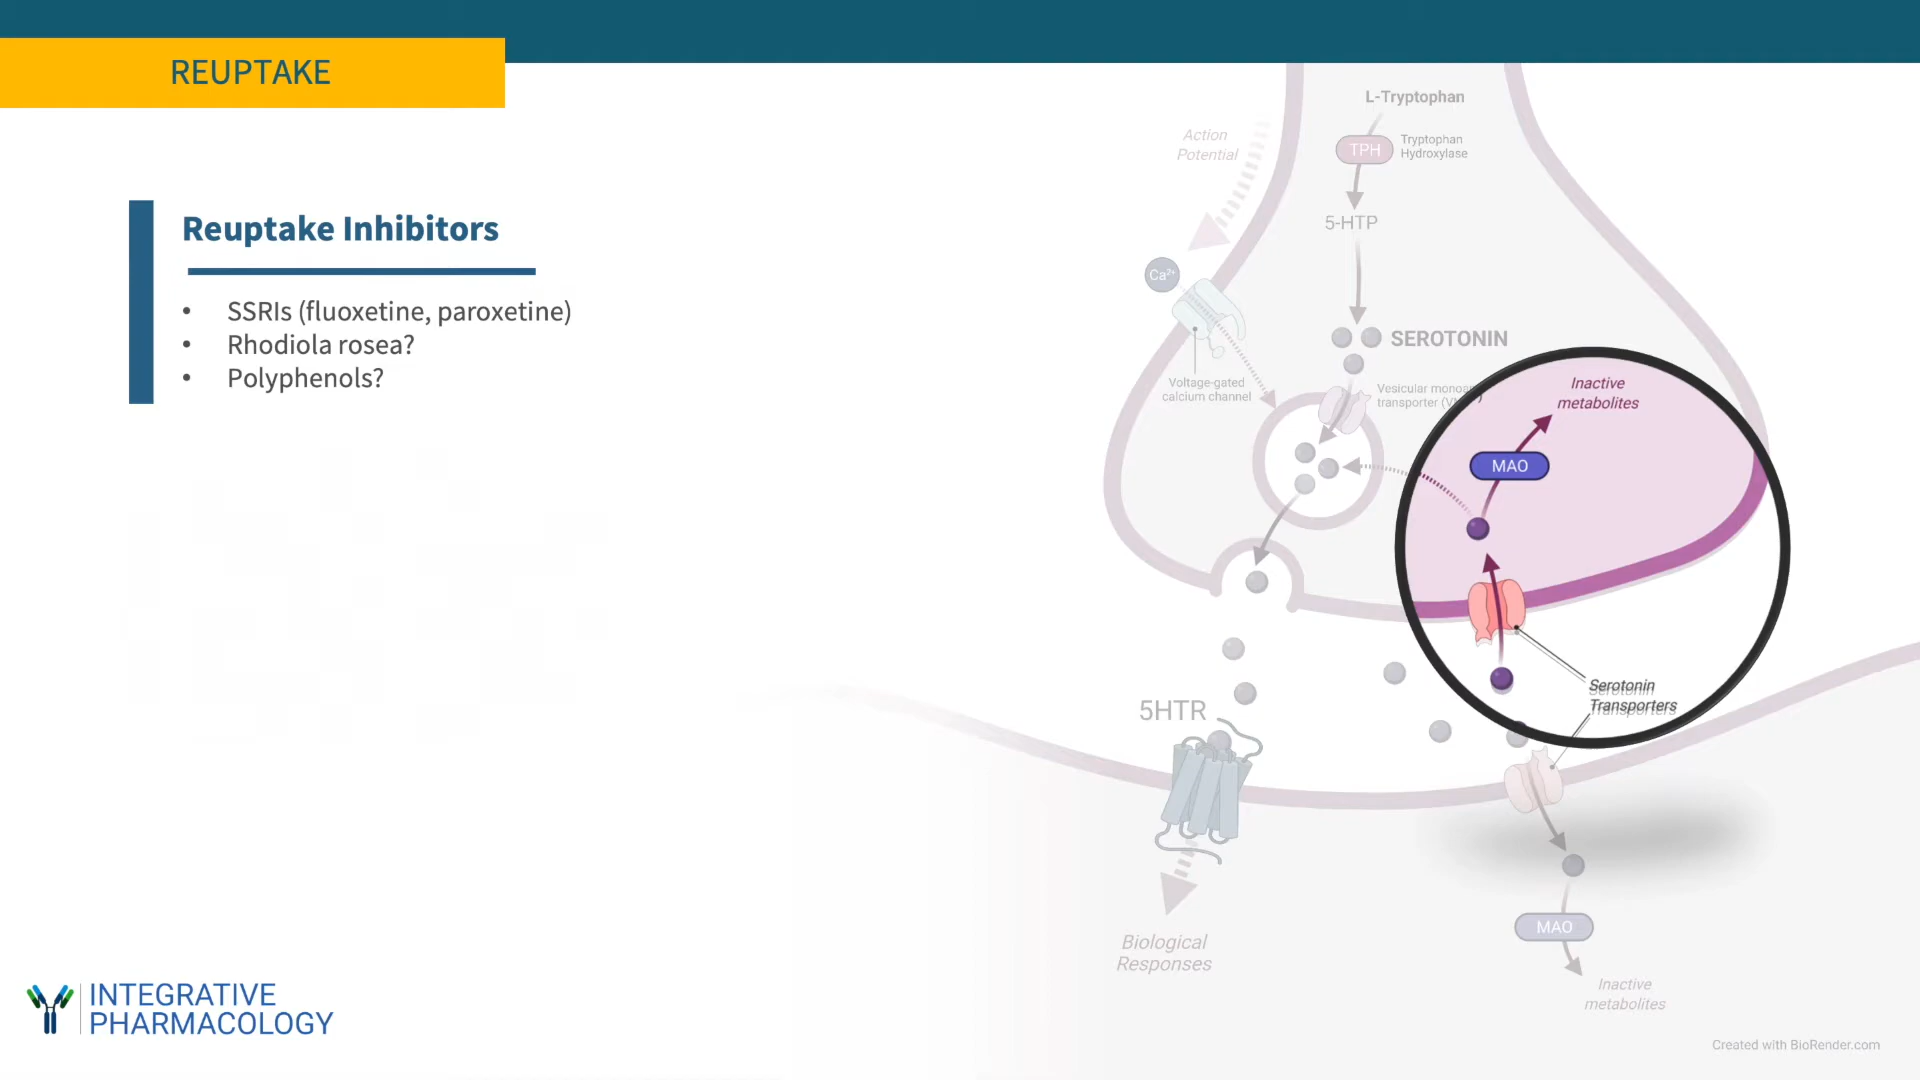 REUPTAKE
Reuptake Inhibitors
• SSRIs (fluoxetine, paroxetine)
• Rhodiola rosea?
• Polyphenols?
L-Tryptophan
Action
Potential
TPH
Tryptophan
Hydroxylase
5-HTP
Ca²⁺
SEROTONIN
Voltage-gated
calcium channel
Vesicular
transporter
Inactive
metabolites
MAO
Serotonin
Transporters
5HTR
Biological
Responses
MAO
Inactive
metabolites
INTEGRATIVE
PHARMACOLOGY
Created with BioRender.com